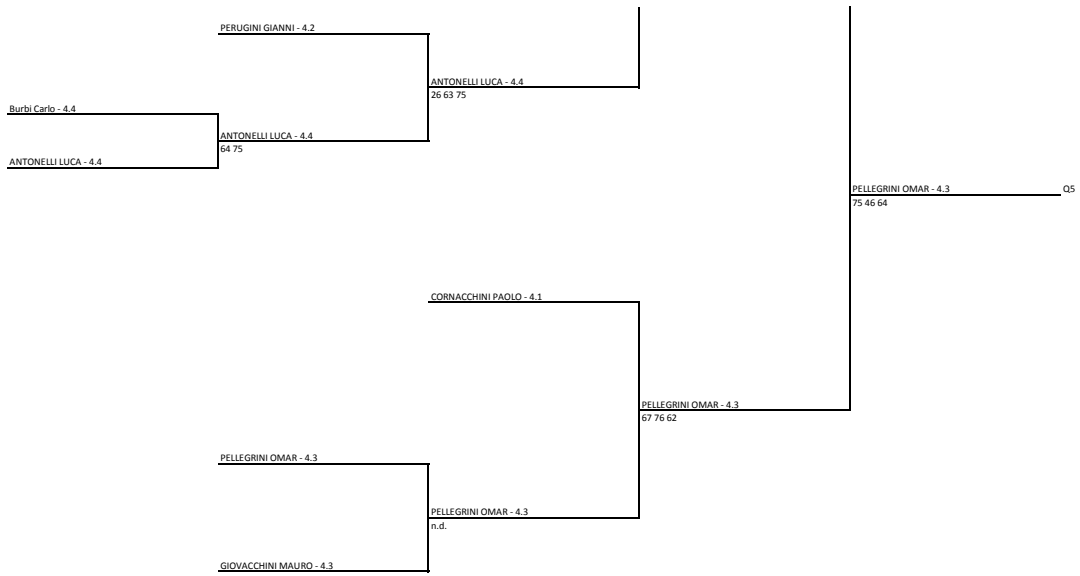 PERUGINI GIANNI - 4.2
ANTONELLI LUCA - 4.4
26 63 75
Burbi Carlo - 4.4
ANTONELLI LUCA - 4.4
64 75
ANTONELLI LUCA - 4.4
PELLEGRINI OMAR - 4.3
Q5
75 46 64
CORNACCHINI PAOLO - 4.1
PELLEGRINI OMAR - 4.3
67 76 62
PELLEGRINI OMAR - 4.3
PELLEGRINI OMAR - 4.3
n.d.
GIOVACCHINI MAURO - 4.3